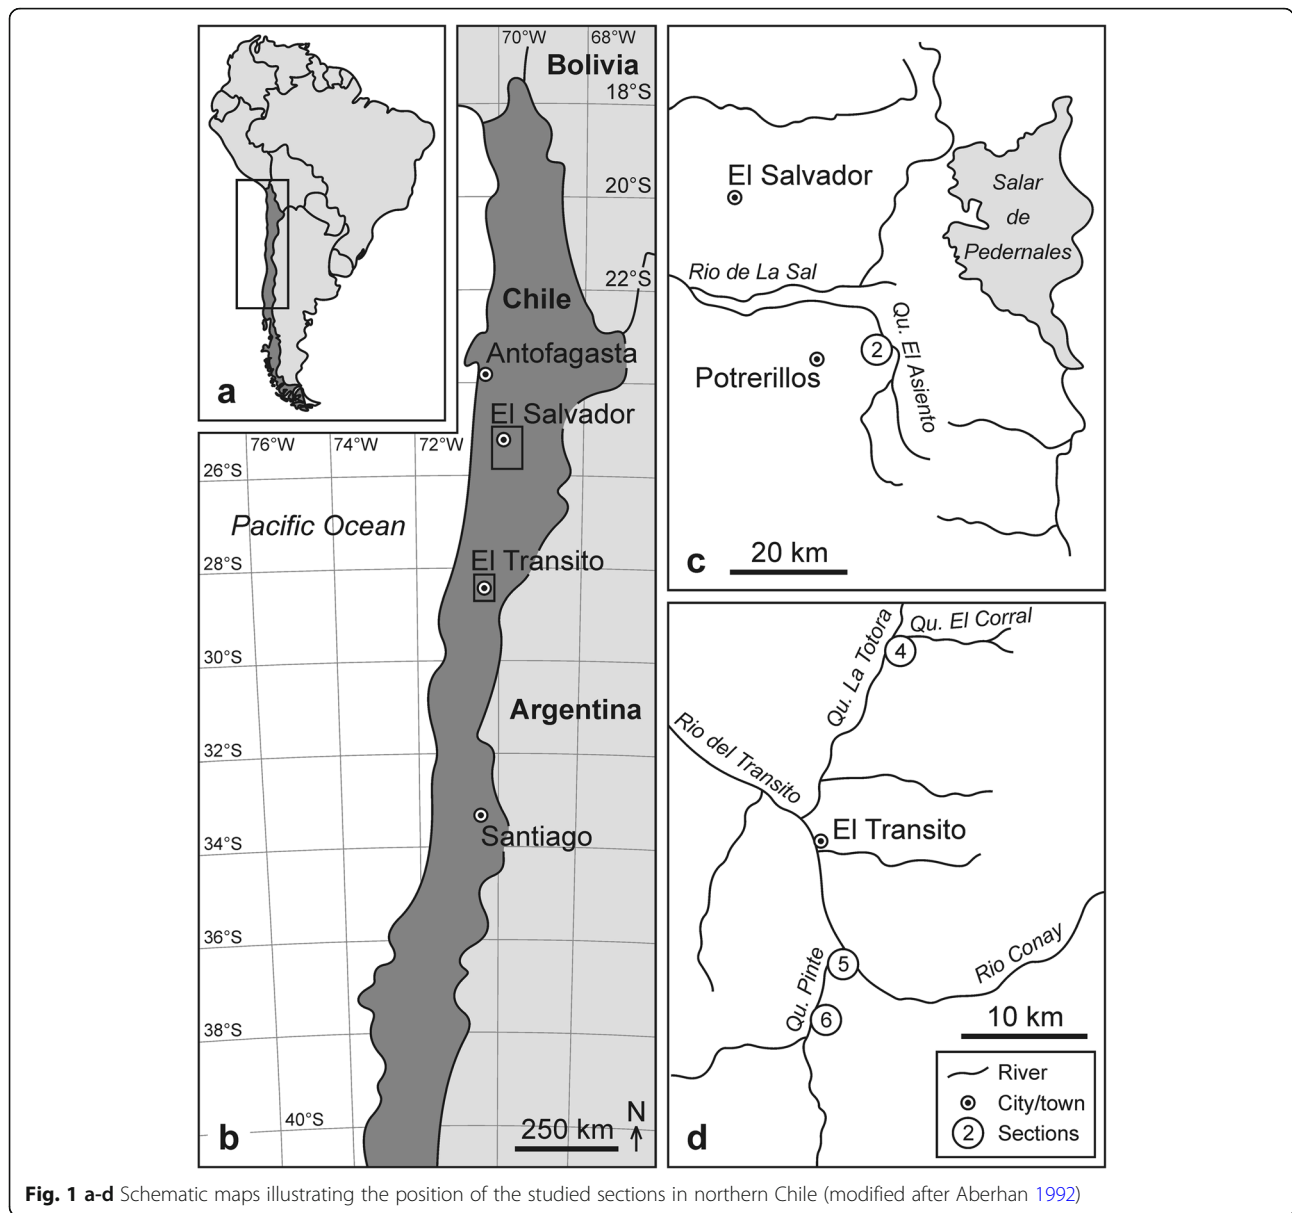 a
70°W
68°W
Bolivia
18°S
20°S
22°S
Chile
Antofagasta
El Salvador
76°W
74°W
72°W
26°S
Pacific Ocean
28°S
El Transito
30°S
Argentina
32°S
Santiago
34°S
36°S
38°S
40°S
b
250 km
N
El Salvador
Salar
de
Pedernales
Rio de La Sal
Qu. El Asiento
2
Potrerillos
c
20 km
Qu. La Totora
Qu. El Corral
4
Rio del Transito
El Transito
Qu. Pinte
5
Rio Conay
6
10 km
River
City/town
2 Sections
d
Fig. 1 a-d Schematic maps illustrating the position of the studied sections in northern Chile (modified after Aberhan 1992)